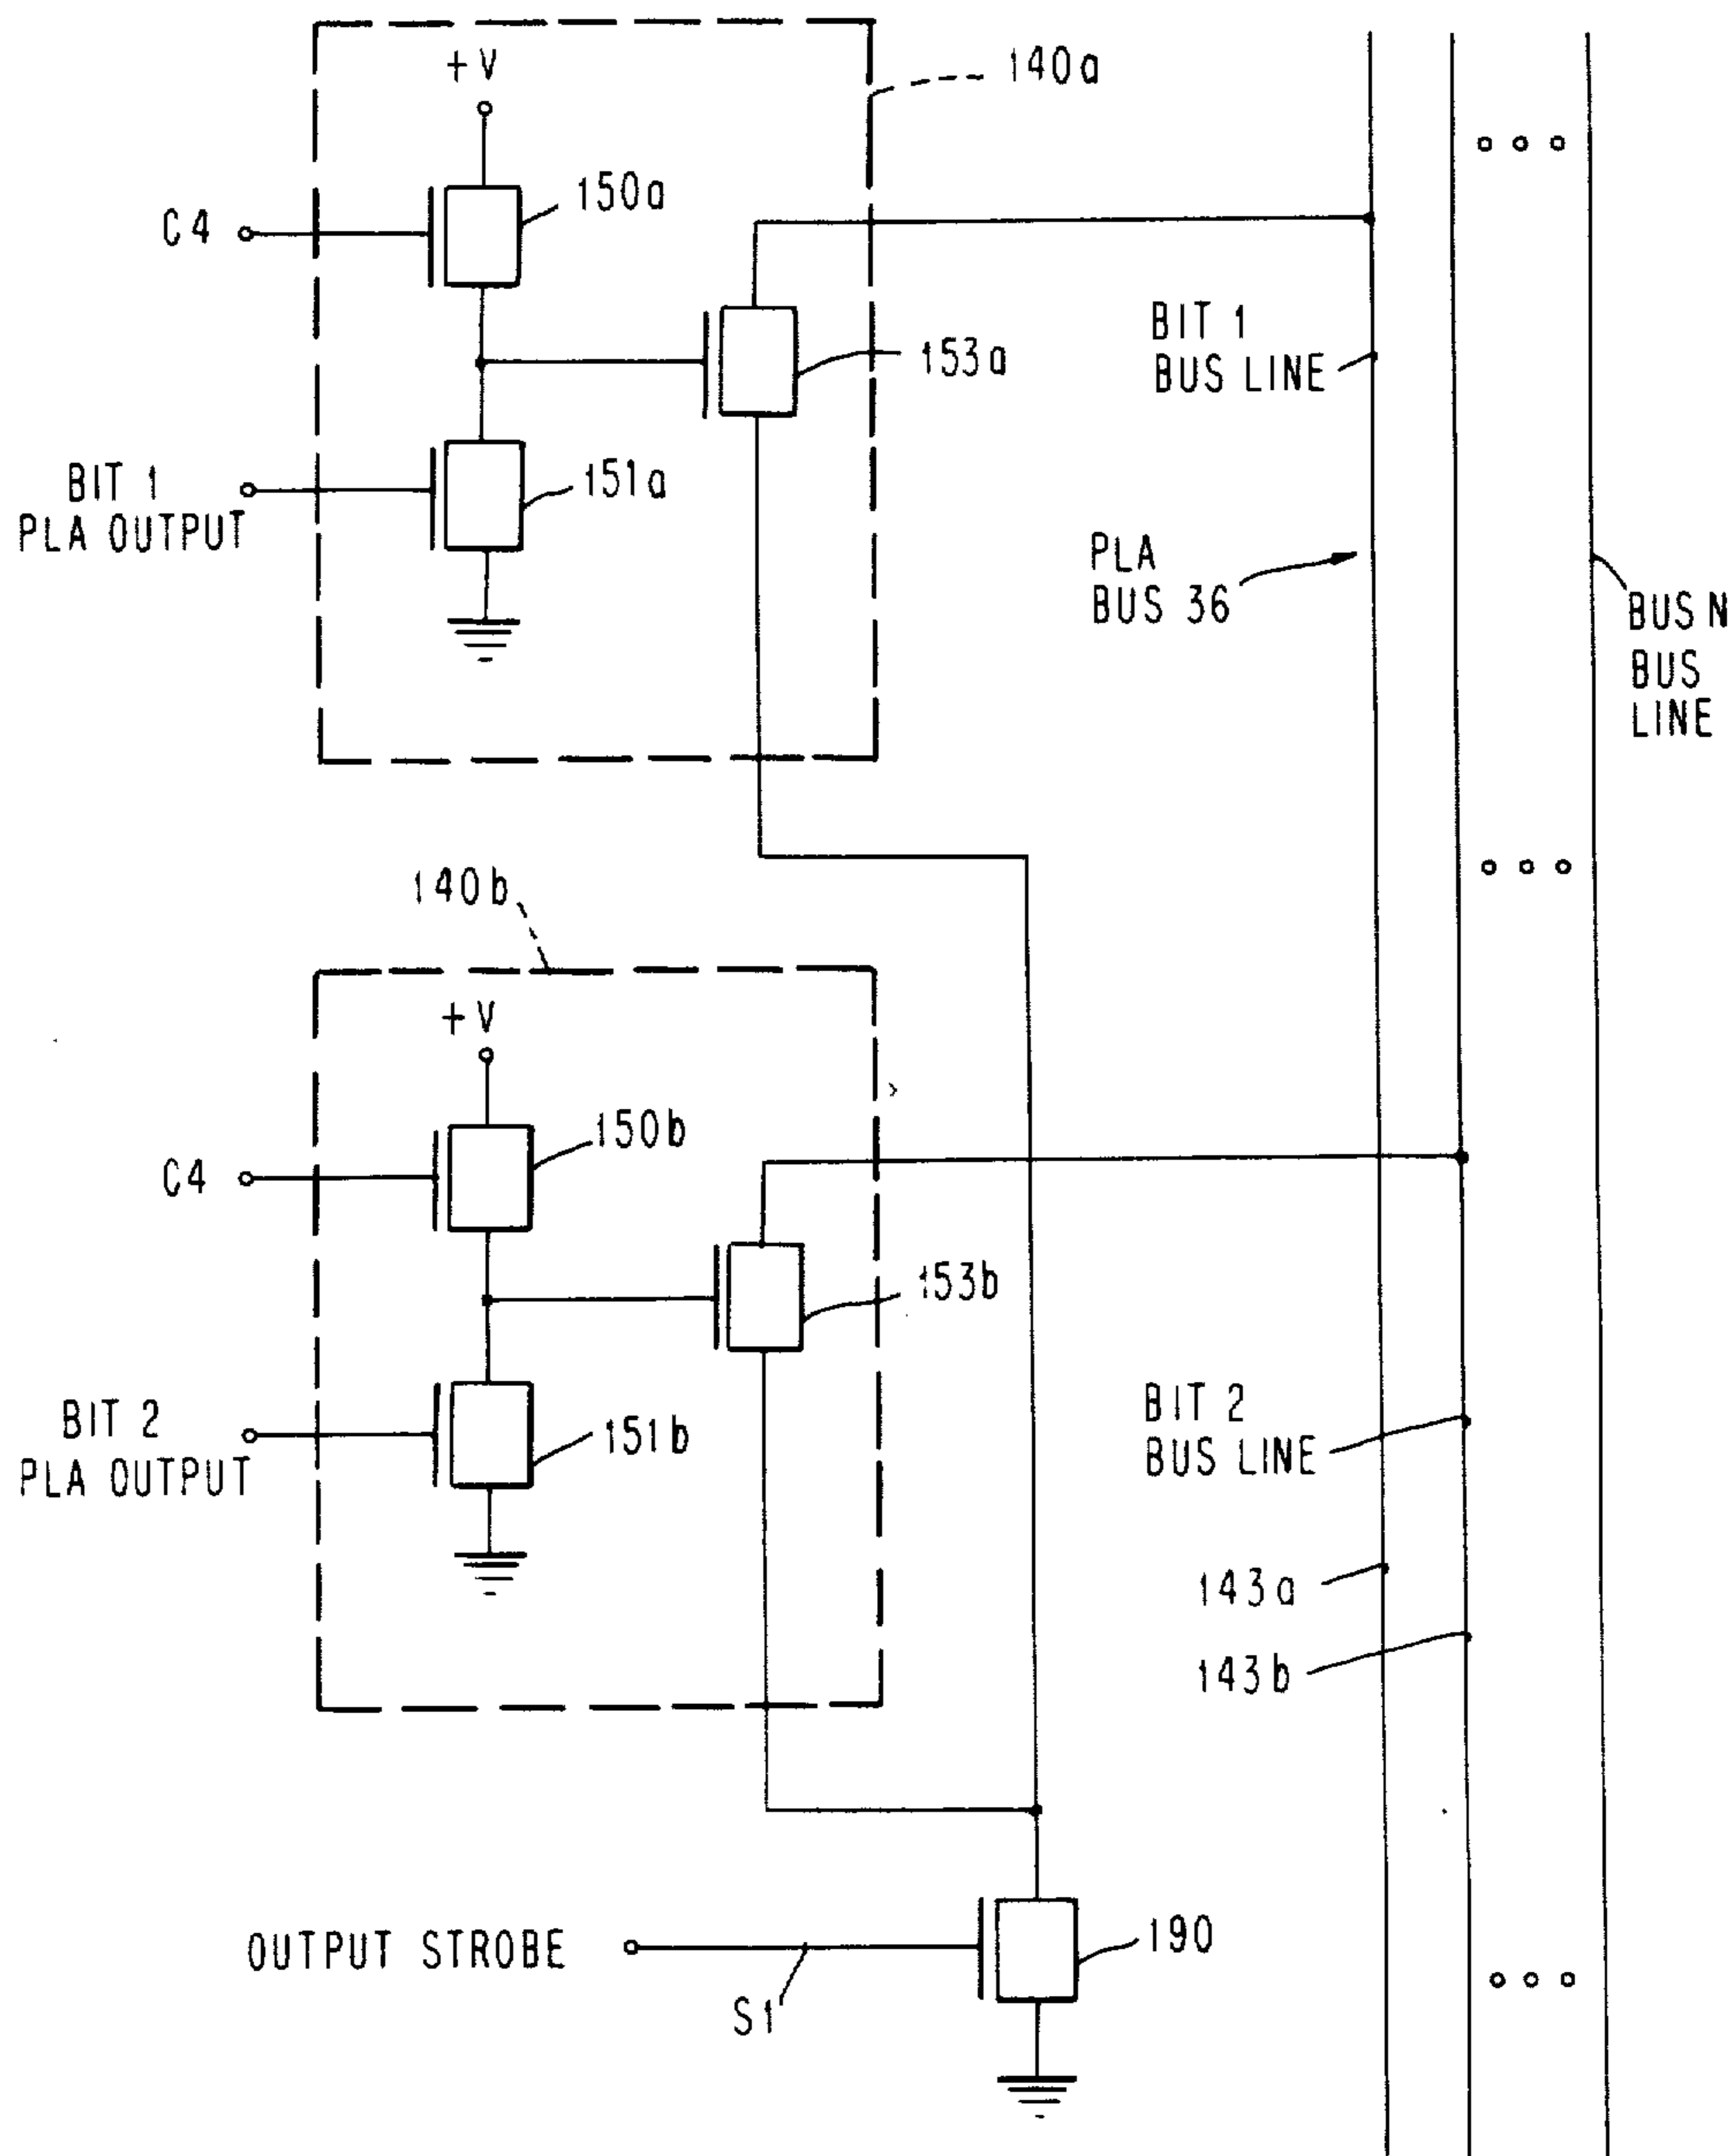 +V
140a
C4
150a
153a
BIT 1
BUS LINE
BIT 1
PLA OUTPUT
151a
PLA
BUS 36
BUS N
BUS
LINE
140b
+V
C4
150b
153b
BIT 2
PLA OUTPUT
151b
BIT 2
BUS LINE
143a
143b
OUTPUT STROBE
S1
190